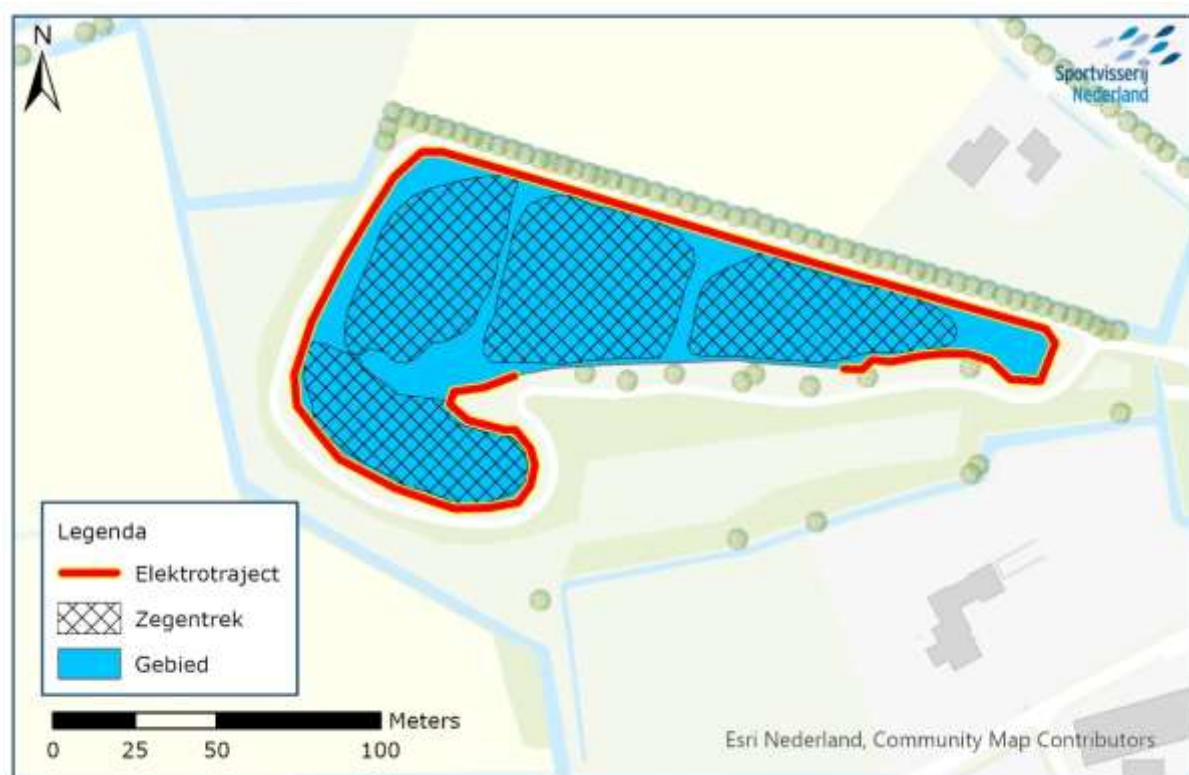 N
Sportvisserij
Nederland
Legenda
Elektrotraject
Zegentrek
Gebied
Meters
0 25 50 100
Esri Nederland, Community Map Contributors